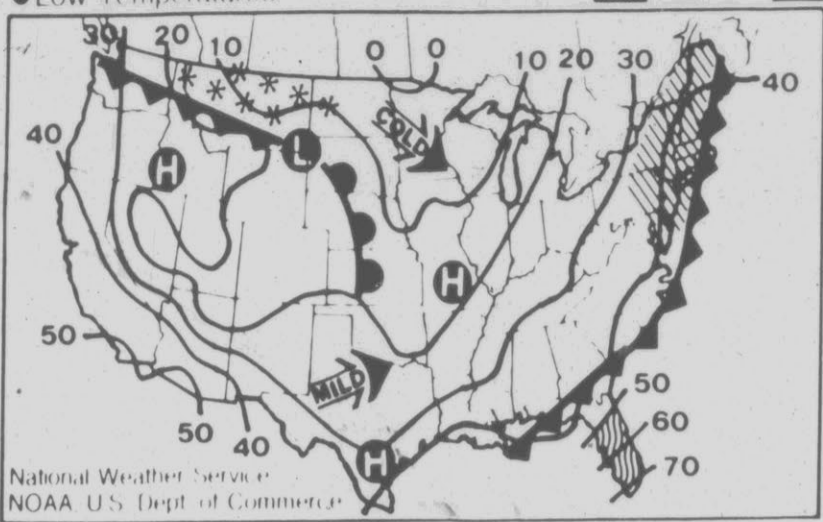 Low
30 20 10 0 0 10 20 30 40
40
COLD
H L
H
50
MILD
50 40
50
60
70
H
National Weather Service
NOAA U.S. Dept. of Commerce